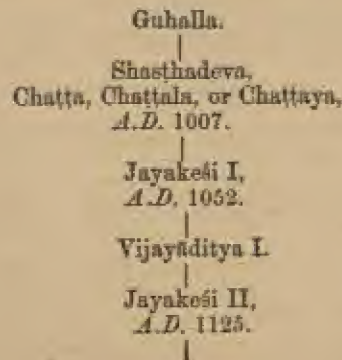 Guhalla.
Shasthadeva,
Chatta, Chattala, or Chattaya,
A.D. 1007.
Jayakeśi I,
A.D. 1052.
Vijayāditya I.
Jayakeśi II,
A.D. 1125.